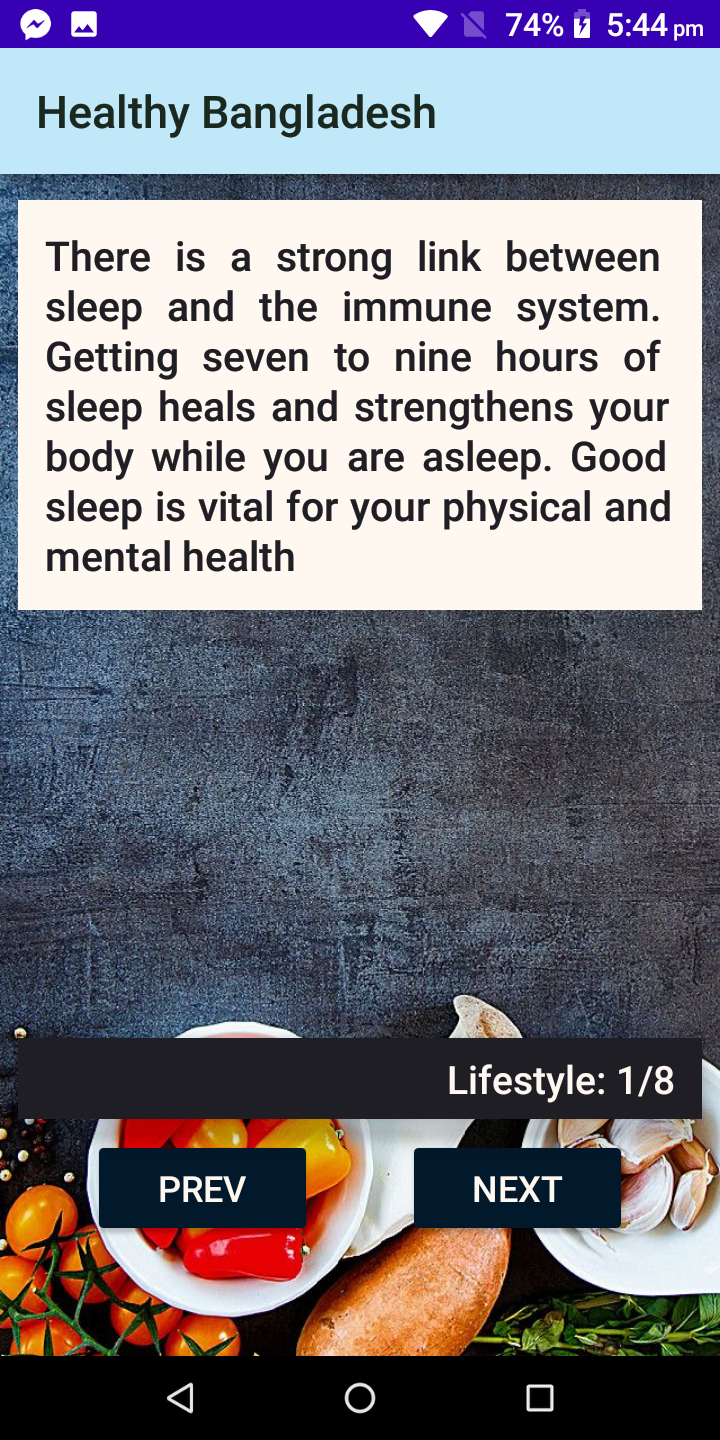 74% 5:44 pm
Healthy Bangladesh
There is a strong link between
sleep and the immune system.
Getting seven to nine hours of
sleep heals and strengthens your
body while you are asleep. Good
sleep is vital for your physical and
mental health
Lifestyle: 1/8
PREV NEXT